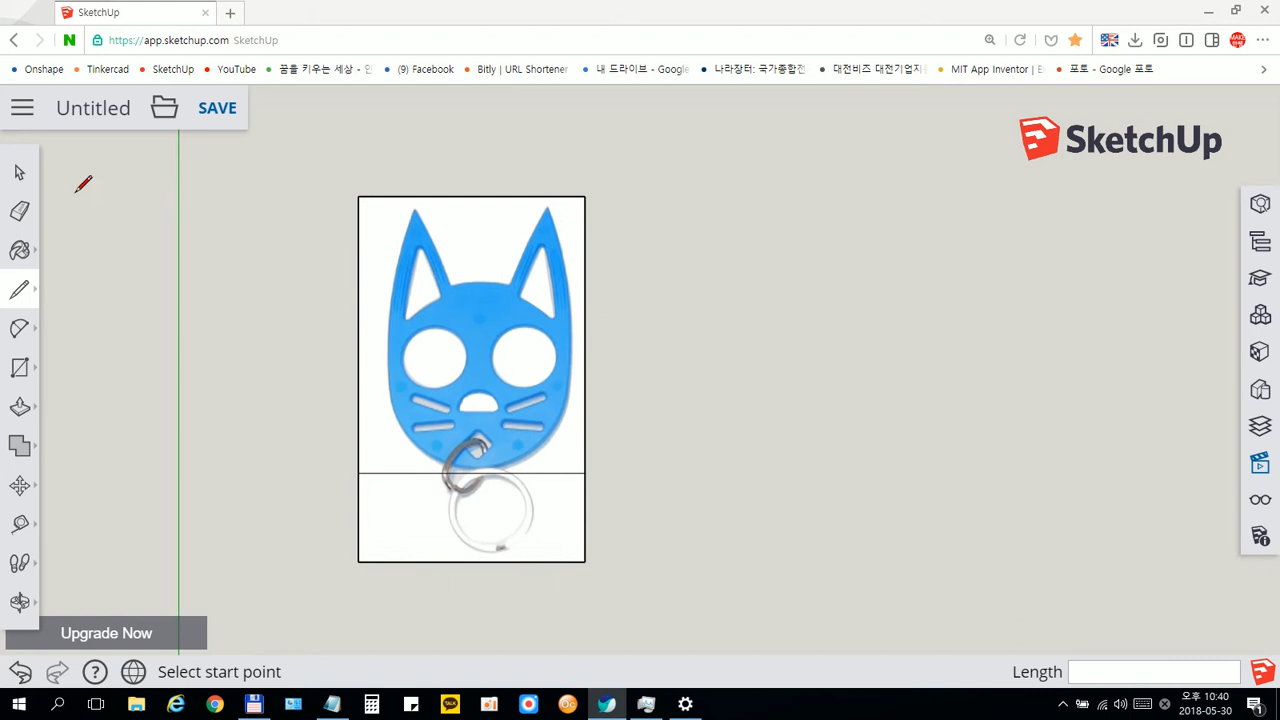 SketchUp
https://app.sketchup.com SketchUp
Onshape Tinkercad SketchUp YouTube 꿈을 키우는 세상 - 인 (9) Facebook Bitly | URL Shortener 내 드라이브 - Google 나라장터: 국가종합전 대전비즈 대전기업지 MIT App Inventor | E 포토 - Google 포토
Untitled SAVE
SketchUp
Upgrade Now
Select start point Length
TALK
오후 10:40
2018-05-30